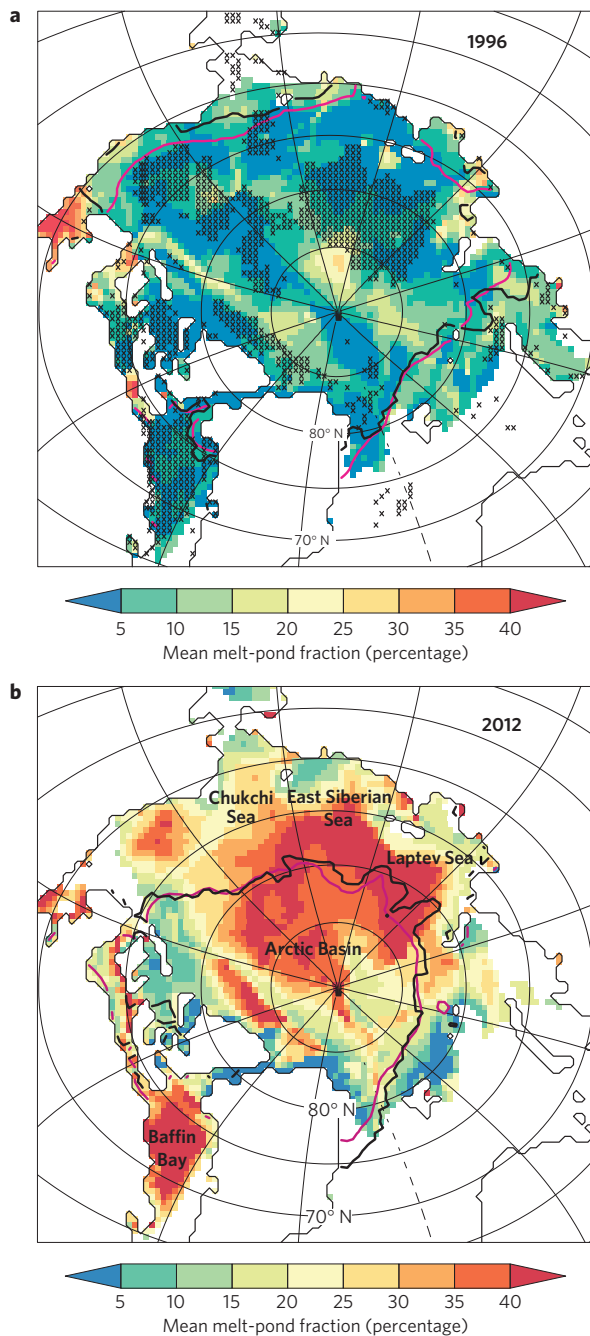 a
1996
80° N
70° N
5 10 15 20 25 30 35 40
Mean melt-pond fraction (percentage)
b
2012
Chukchi
Sea
East Siberian
Sea
Laptev Sea
Arctic Basin
80° N
Baffin
Bay
70° N
5 10 15 20 25 30 35 40
Mean melt-pond fraction (percentage)